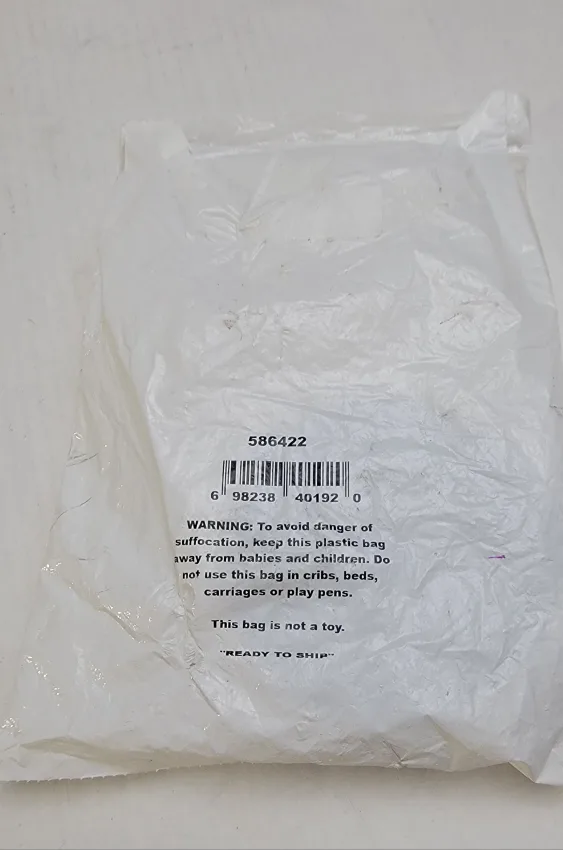 586422
6 98238 40192 0
WARNING: To avoid danger of
suffocation, keep this plastic bag
away from babies and children. Do
not use this bag in cribs, beds,
carriages or play pens.
This bag is not a toy.
"READY TO SHIP"